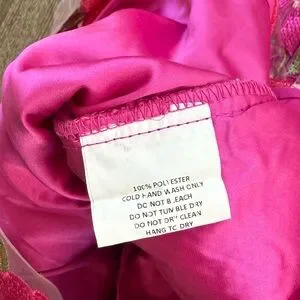 100% POLYESTER
COLD HAND WASH ONLY
DO NOT BLEACH
DO NOT TUMBLE DRY
DO NOT DRY CLEAN
HANG TO DRY